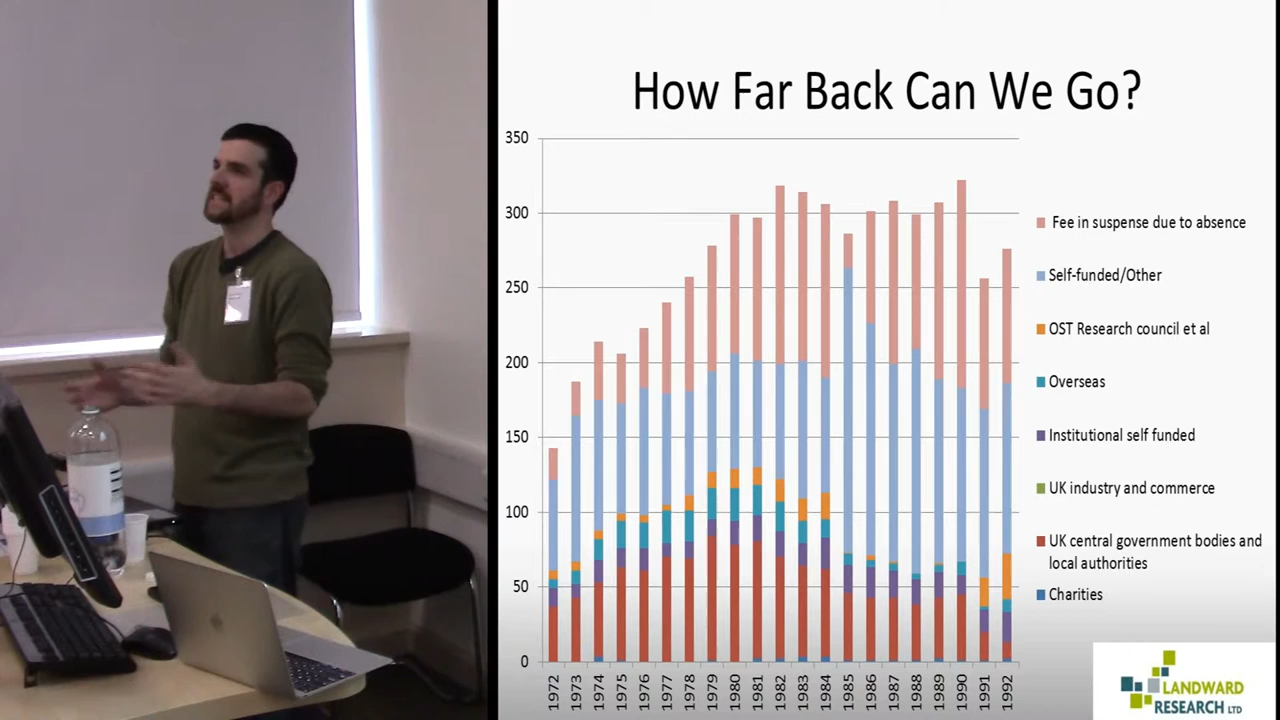 How Far Back Can We Go?
350
300
250
200
150
100
50
0
1972
1973
1974
1975
1976
1977
1978
1979
1980
1981
1982
1983
1984
1985
1986
1987
1988
1989
1990
1991
1992
Fee in suspense due to absence
Self-funded/Other
OST Research council et al
Overseas
Institutional self funded
UK industry and commerce
UK central government bodies and
local authorities
Charities
LANDWARD
RESEARCH LTD